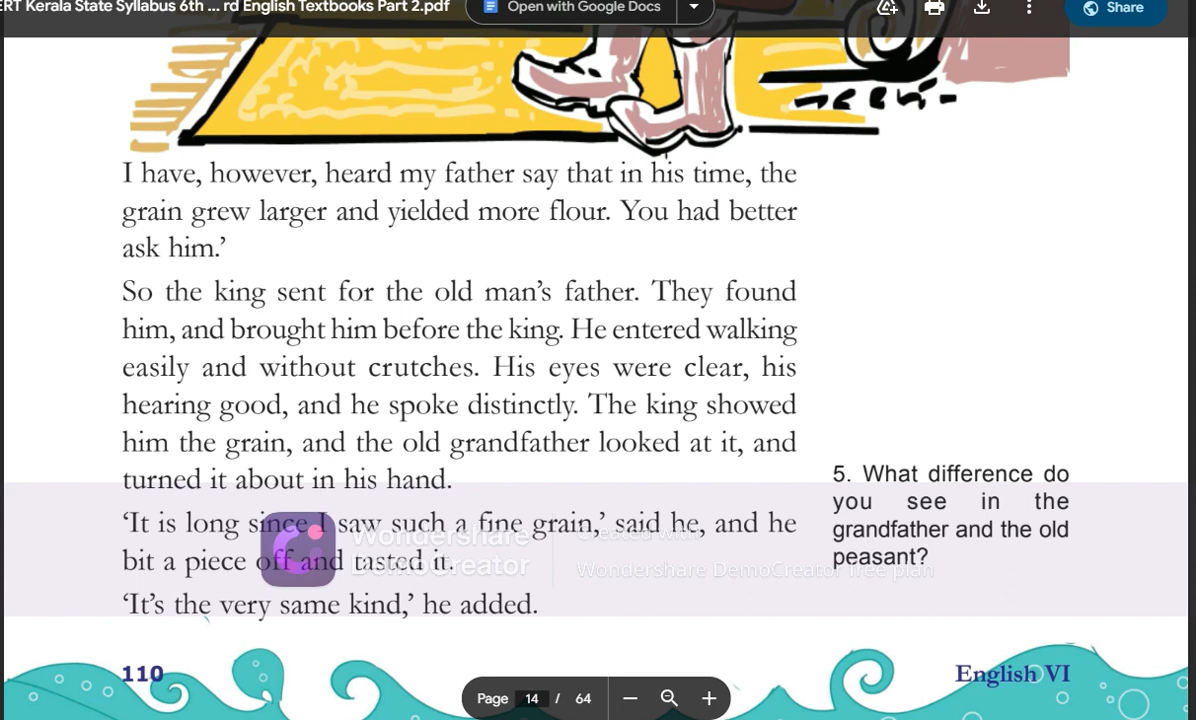 ERT Kerala State Syllabus 6th ... rd English Textbooks Part 2.pdf
Open with Google Docs
Share
I have, however, heard my father say that in his time, the
grain grew larger and yielded more flour. You had better
ask him.’
So the king sent for the old man’s father. They found
him, and brought him before the king. He entered walking
easily and without crutches. His eyes were clear, his
hearing good, and he spoke distinctly. The king showed
him the grain, and the old grandfather looked at it, and
turned it about in his hand.
‘It is long since I saw such a fine grain,’ said he, and he
bit a piece off and tasted it.
‘It’s the very same kind,’ he added.
5. What difference do
you see in the
grandfather and the old
peasant?
Wondershare
DemoCreator
Created with
Wondershare DemoCreator free plan
110
English VI
Page 14 / 64